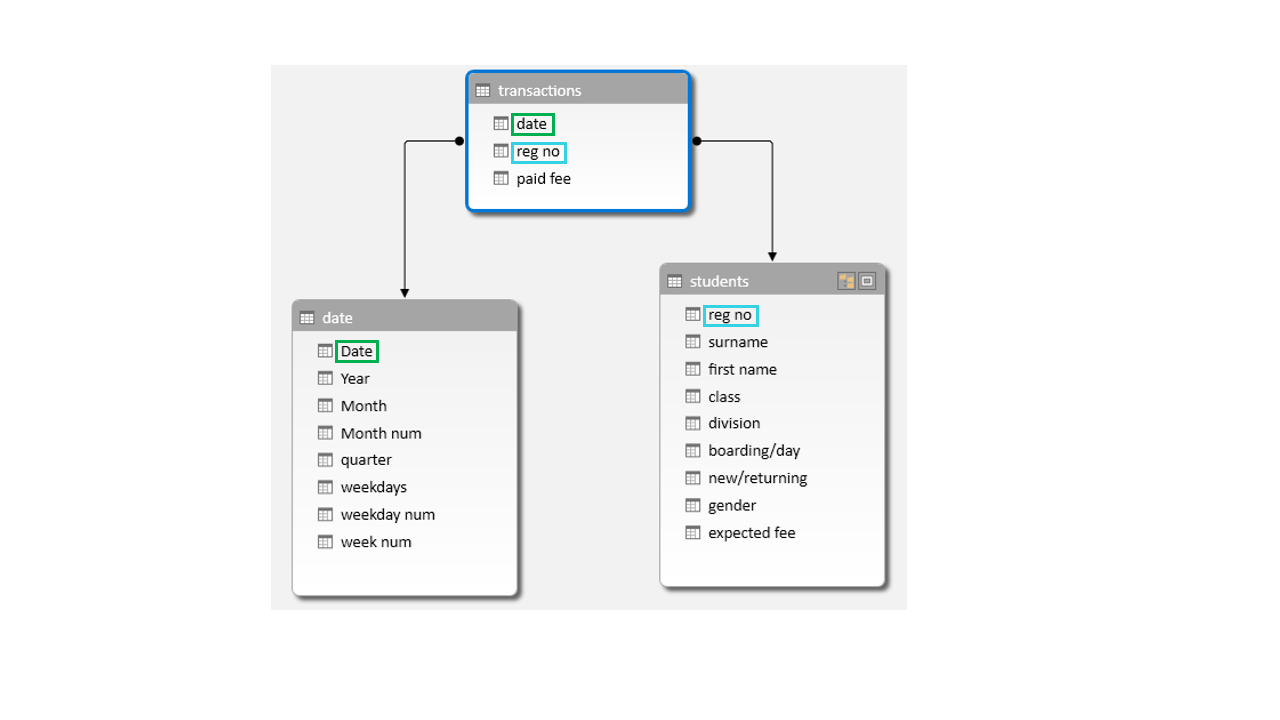 transactions
date
reg no
paid fee
date
Date
Year
Month
Month num
quarter
weekdays
weekday num
week num
students
reg no
surname
first name
class
division
boarding/day
new/returning
gender
expected fee